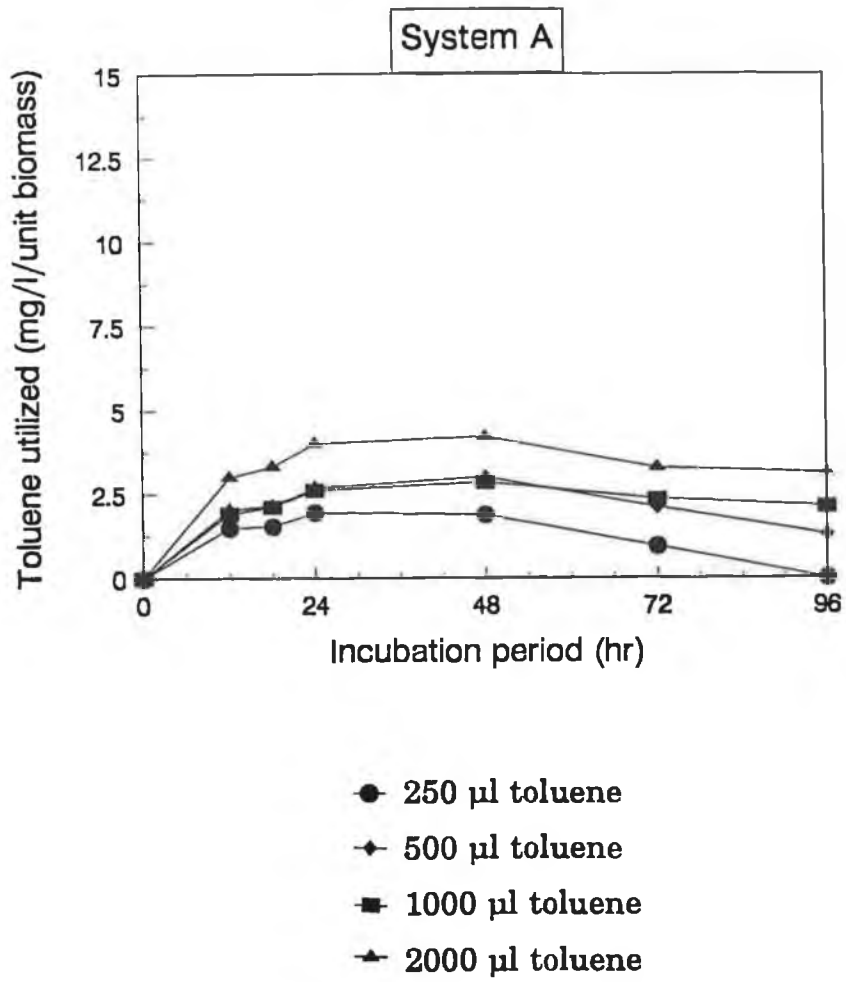 System A
Toluene utilized (mg/l/unit biomass)
15
12.5
10
7.5
5
2.5
0
0 24 48 72 96
Incubation period (hr)
250 µl toluene
500 µl toluene
1000 µl toluene
2000 µl toluene